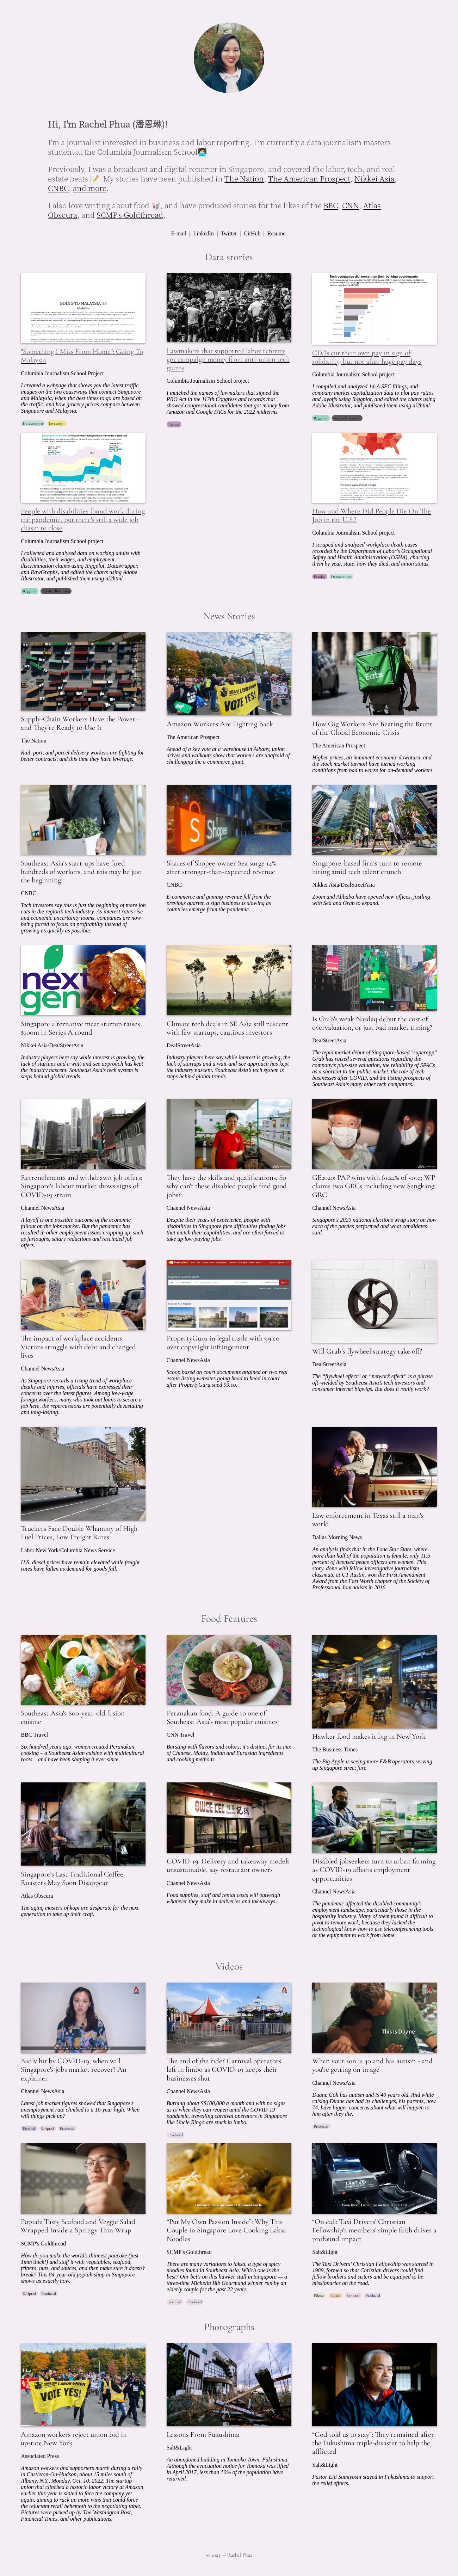 Hi, I'm Rachel Phua (潘恩琳)!
I'm a journalist interested in business and labor reporting. I'm currently a data journalism masters
student at the Columbia Journalism School
Previously, I was a broadcast and digital reporter in Singapore, and covered the labor, tech, and real
estate beats 📝. My stories have been published in The Nation, The American Prospect, Nikkei Asia,
CNBC, and more.
I also love writing about food 🥡, and have produced stories for the likes of the BBC, CNN, Atlas
Obscura, and SCMP's Goldthread.
E-mail | LinkedIn | Twitter | GitHub | Resume
Data stories
GOING TO MALAYSIA
Tech companies did worse than their banking counterparts
"Something I Miss From Home": Going To
Malaysia
Columbia Journalism School Project
I created a webpage that shows you the latest traffic
images on the two causeways that connect Singapore
and Malaysia, when the best times to go are based on
the traffic, and how grocery prices compare between
Singapore and Malaysia.
Datawrapper Javascript
Lawmakers that supported labor reforms
got campaign money from anti-union tech
giants
Columbia Journalism School project
I matched the names of lawmakers that signed the
PRO Act in the 117th Congress and records that
showed congressional candidates who got money from
Amazon and Google PACs for the 2022 midterms.
Pandas
CEOs cut their own pay in sign of
solidarity, but not after huge pay days
Columbia Journalism School project
I compiled and analyzed 14-A SEC filings, and
company market capitalization data to plot pay ratios
and layoffs using Rggplot, edited the charts using
Adobe Illustrator, and published them using ai2html.
Rggplot Adobe Illustrator
People with disabilities found work during
the pandemic, but there's still a wide job
chasm to close
Columbia Journalism School project
I collected and analyzed data on working adults with
disabilities, their wages, and employment
discrimination claims using R/ggplot, Datawrapper,
and RawGraphs, and edited the charts using Adobe
Illustrator, and published them using ai2html.
Rggplot Adobe Illustrator
How and Where Did People Die On The
Job in the U.S.?
Columbia Journalism School project
I scraped and analyzed workplace death cases
recorded by the Department of Labor's Occupational
Safety and Health Administrations (OSHA), charting
them by year, state, how they died, and union status.
Pandas Datawrapper
News Stories
VOTE YES!
Uber
Eats
Supply-Chain Workers Have the Power—
and They're Ready to Use It
The Nation
Rail, port, and parcel delivery workers are fighting for
better contracts, and this time they have leverage.
Amazon Workers Are Fighting Back
The American Prospect
Ahead of a key vote at a warehouse in Albany, union
drives and walkouts show that workers are unafraid of
challenging the e-commerce giant.
How Gig Workers Are Bearing the Brunt
of the Global Economic Crisis
The American Prospect
Higher prices, an imminent economic downturn, and
the stock market turmoil have turned working
conditions from bad to worse for on-demand workers.
Shopee
Southeast Asia's start-ups have fired
hundreds of workers, and this may be just
the beginning
CNBC
Tech investors say this is just the beginning of more job
cuts in the region's tech industry. As interest rates rise
and economic uncertainty looms, companies are now
being forced to focus on profitability instead of
growing as quickly as possible.
Shares of Shopee-owner Sea surge 14%
after stronger-than-expected revenue
CNBC
E-commerce and gaming revenue fell from the
previous quarter, a sign business is slowing as
countries emerge from the pandemic.
Singapore-based firms turn to remote
hiring amid tech talent crunch
Nikkei Asia/DealStreetAsia
Zoom and Alibaba have opened new offices, jostling
with Sea and Grab to expand.
next
gen
Singapore alternative meat startup raises
$100m in Series A round
Nikkei Asia/DealStreetAsia
Industry players here say while interest is growing, the
lack of startups and a wait-and-see approach has kept
the industry nascent. Southeast Asia's tech system is
steps behind global trends.
Climate tech deals in SE Asia still nascent
with few startups, cautious investors
DealStreetAsia
Industry players here say while interest is growing, the
lack of startups and a wait-and-see approach has kept
the industry nascent. Southeast Asia's tech system is
steps behind global trends.
Is Grab's weak Nasdaq debut the cost of
overvaluation, or just bad market timing?
DealStreetAsia
The tepid market debut of Singapore-based "superapp"
Grab has raised several questions regarding the
company's plus-size valuation, the reliability of SPACs
as a shortcut to the public market, the role of tech
businesses after COVID, and the listing prospects of
Southeast Asia's many other tech companies.
Retrenchments and withdrawn job offers:
Singapore's labour market shows signs of
COVID-19 strain
Channel NewsAsia
A layoff is one possible outcome of the economic
fallout on the job market. But the pandemic has
resulted in other employment issues cropping up, such
as furloughs, salary reductions and rescinded job
offers.
They have the skills and qualifications. So
why can't these disabled people find good
jobs?
Channel NewsAsia
Despite their years of experience, people with
disabilities in Singapore face difficulties finding jobs
that match their capabilities, and are often forced to
take up low-paying jobs.
GE2020: PAP wins with 61.24% of vote; WP
claims two GRCs including new Sengkang
GRC
Channel NewsAsia
Singapore's 2020 national elections wrap story on how
each of the parties performed and what candidates
said.
The impact of workplace accidents:
Victims struggle with debt and changed
lives
Channel NewsAsia
As Singapore records a rising trend of workplace
deaths and injuries, officials have expressed their
concerns over the latest figures. Among low-wage
foreign workers, many who took out loans to secure a
job here, the repercussions are potentially devastating
and long-lasting.
PropertyGuru in legal tussle with 99.co
over copyright infringement
Channel NewsAsia
Scoop based on court documents attained on two real
estate listing websites going head to head in court
after PropertyGuru sued 99.co.
Will Grab's flywheel strategy take off?
DealStreetAsia
The "flywheel effect" or "network effect" is a phrase
oft-wielded by Southeast Asia's tech investors and
consumer internet bigwigs. But does it really work?
SHERIFF
Truckers Face Double Whammy of High
Fuel Prices, Low Freight Rates
Labor New York/Columbia News Service
U.S. diesel prices have remain elevated while freight
rates have fallen as demand for goods fall.
Law enforcement in Texas still a man's
world
Dallas Morning News
An analysis finds that in the Lone Star State, where
more than half of the population is female, only 11.5
percent of licensed peace officers are women. This
story, done with fellow investigative journalism
classmate at UT Austin, won the First Amendment
Award from the Fort Worth chapter of the Society of
Professional Journalists in 2016.
Food Features
Southeast Asia's 600-year-old fusion
cuisine
BBC Travel
Six hundred years ago, women created Peranakan
cooking – a Southeast Asian cuisine with multicultural
roots – and have been shaping it ever since.
Peranakan food: A guide to one of
Southeast Asia's most popular cuisines
CNN Travel
Bursting with flavors and colors, it's distinct for its mix
of Chinese, Malay, Indian and Eurasian ingredients
and cooking methods.
Hawker food makes it big in New York
The Business Times
The Big Apple is seeing more F&B operators serving
up Singapore street fare
Singapore's Last Traditional Coffee
Roasters May Soon Disappear
Atlas Obscura
The aging masters of kopi are desperate for the next
generation to take up their craft.
COVID-19: Delivery and takeaway models
unsustainable, say restaurant owners
Channel NewsAsia
Food supplies, staff and rental costs will outweigh
whatever they make in deliveries and takeaways.
Disabled jobseekers turn to urban farming
as COVID-19 affects employment
opportunities
Channel NewsAsia
The pandemic affected the disabled community's
employment landscape, particularly those in the
hospitality industry. Many of them found it difficult to
pivot to remote work, because they lacked the
technological know-how to use teleconferencing tools
or the equipment to work from home.
Videos
This is Duane
Badly hit by COVID-19, when will
Singapore's jobs market recover? An
explainer
Channel NewsAsia
Latest job market figures showed that Singapore's
unemployment rate climbed to a 16-year high. When
will things pick up?
Scripted Produced
The end of the ride? Carnival operators
left in limbo as COVID-19 keeps their
businesses shut
Channel NewsAsia
Burning about S$100,000 a month and with no signs
as to when they can reopen amid the COVID-19
pandemic, travelling carnival operators in Singapore
like Uncle Ringo are stuck in limbo.
Produced
When your son is 40 and has autism - and
you're getting on in age
Channel NewsAsia
Duane Goh has autism and is 40 years old. And while
raising Duane has had its challenges, his parents, now
74, have bigger concerns about what will happen to
him after they die.
Produced
Popiah: Tasty Seafood and Veggie Salad
Wrapped Inside a Springy Thin Wrap
SCMP's Goldthread
How do you make the world's thinnest pancake (just
1mm thick!) and stuff it with vegetables, seafood,
fritters, nuts, and sauces, and then make sure it doesn't
break? This 84-year-old popiah shop in Singapore
shows us exactly how.
Scripted Produced
"Put My Own Passion Inside": Why This
Couple in Singapore Love Cooking Laksa
Noodles
SCMP's Goldthread
There are many variations to laksa, a type of spicy
noodles found in Southeast Asia. Which one is the
best? Our bet's on this hawker stall in Singapore — a
three-time Michelin Bib Gourmand winner run by an
elderly couple for the past 22 years.
Scripted Produced
"On call: Taxi Drivers' Christian
Fellowship's members' simple faith drives a
profound impact
Salt&Light
The Taxi Drivers' Christian Fellowship was started in
1989, formed so that Christian drivers could find
fellow brothers and sisters and be equipped to be
missionaries on the road.
Filmed Edited Scripted Produced
Photographs
VOTE YES!
Amazon workers reject union bid in
upstate New York
Associated Press
Amazon workers and supporters march during a rally
in Castleton-On-Hudson, about 15 miles south of
Albany, N.Y., Monday, Oct. 10, 2022. The startup
union that clinched a historic labor victory at Amazon
earlier this year is slated to face the company yet
again, aiming to rack up more wins that could force
the reluctant retail behemoth to the negotiating table.
Pictures were picked up by The Washington Post,
Financial Times, and other publications.
Lessons From Fukushima
Salt&Light
An abandoned building in Tomioka Town, Fukushima.
Although the evacuation notice for Tomioka was lifted
in April 2017, less than 10% of the population have
returned.
"God told us to stay": They remained after
the Fukushima triple-disaster to help the
afflicted
Salt&Light
Pastor Eiji Sumiyoshi stayed in Fukushima to support
the relief efforts.
© 2023 — Rachel Phua